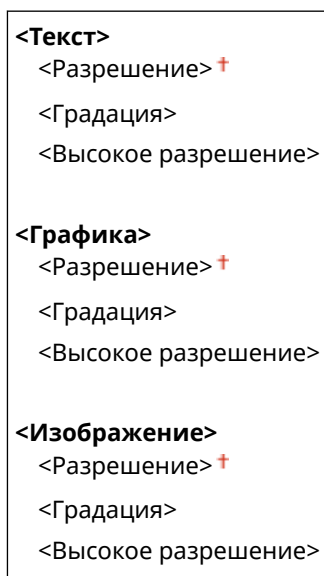 <Текст>
<Разрешение> †
<Градация>
<Высокое разрешение>
<Графика>
<Разрешение> †
<Градация>
<Высокое разрешение>
<Изображение>
<Разрешение> †
<Градация>
<Высокое разрешение>